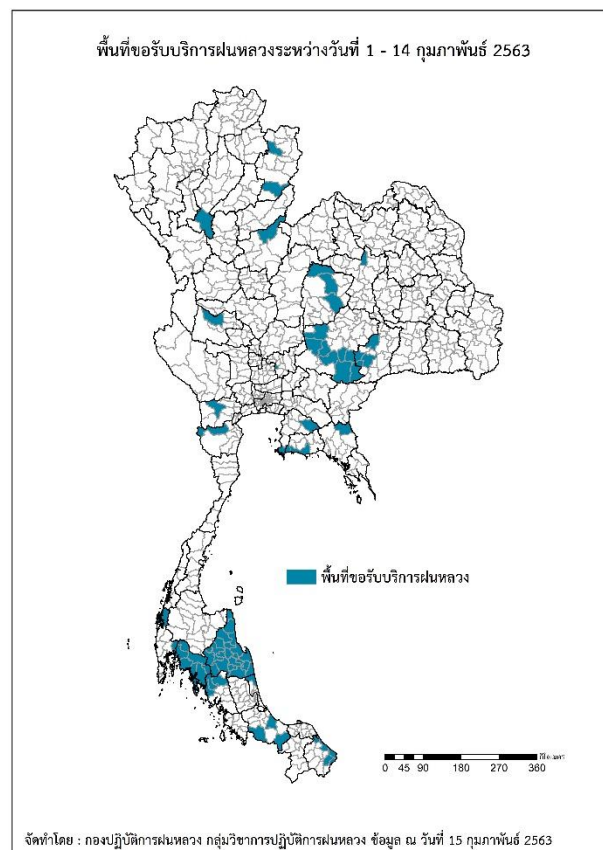 พื้นที่ขอรับบริการฝนหลวงระหว่างวันที่ 1 - 14 กุมภาพันธ์ 2563
พื้นที่ขอรับบริการฝนหลวง
0 45 90 180 270 360
จัดทำโดย : กองปฏิบัติการฝนหลวง กลุ่มวิชาการปฏิบัติการฝนหลวง ข้อมูล ณ วันที่ 15 กุมภาพันธ์ 2563